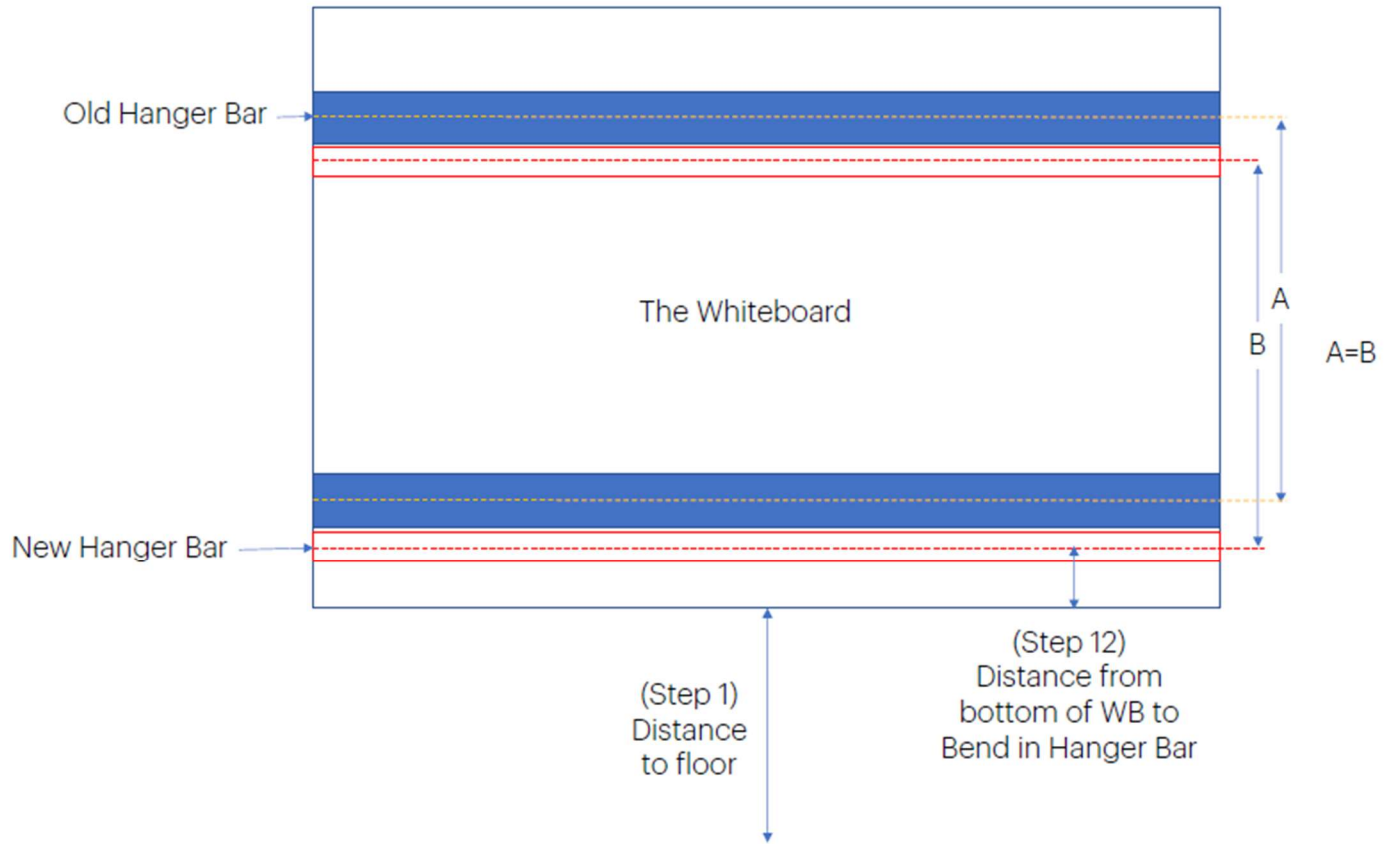 Old Hanger Bar
The Whiteboard
A
B
A=B
New Hanger Bar
(Step 12)
Distance from
bottom of WB to
Bend in Hanger Bar
(Step 1)
Distance
to floor